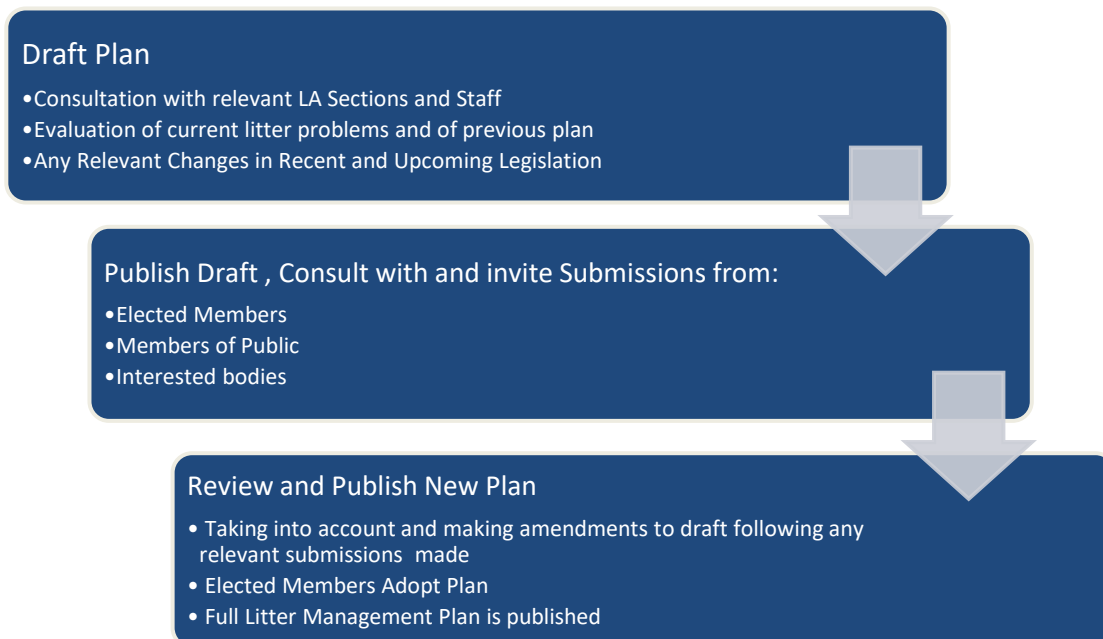 Draft Plan
•Consultation with relevant LA Sections and Staff
•Evaluation of current litter problems and of previous plan
•Any Relevant Changes in Recent and Upcoming Legislation
Publish Draft , Consult with and invite Submissions from:
•Elected Members
•Members of Public
•Interested bodies
Review and Publish New Plan
• Taking into account and making amendments to draft following any
relevant submissions  made
• Elected Members Adopt Plan
• Full Litter Management Plan is published